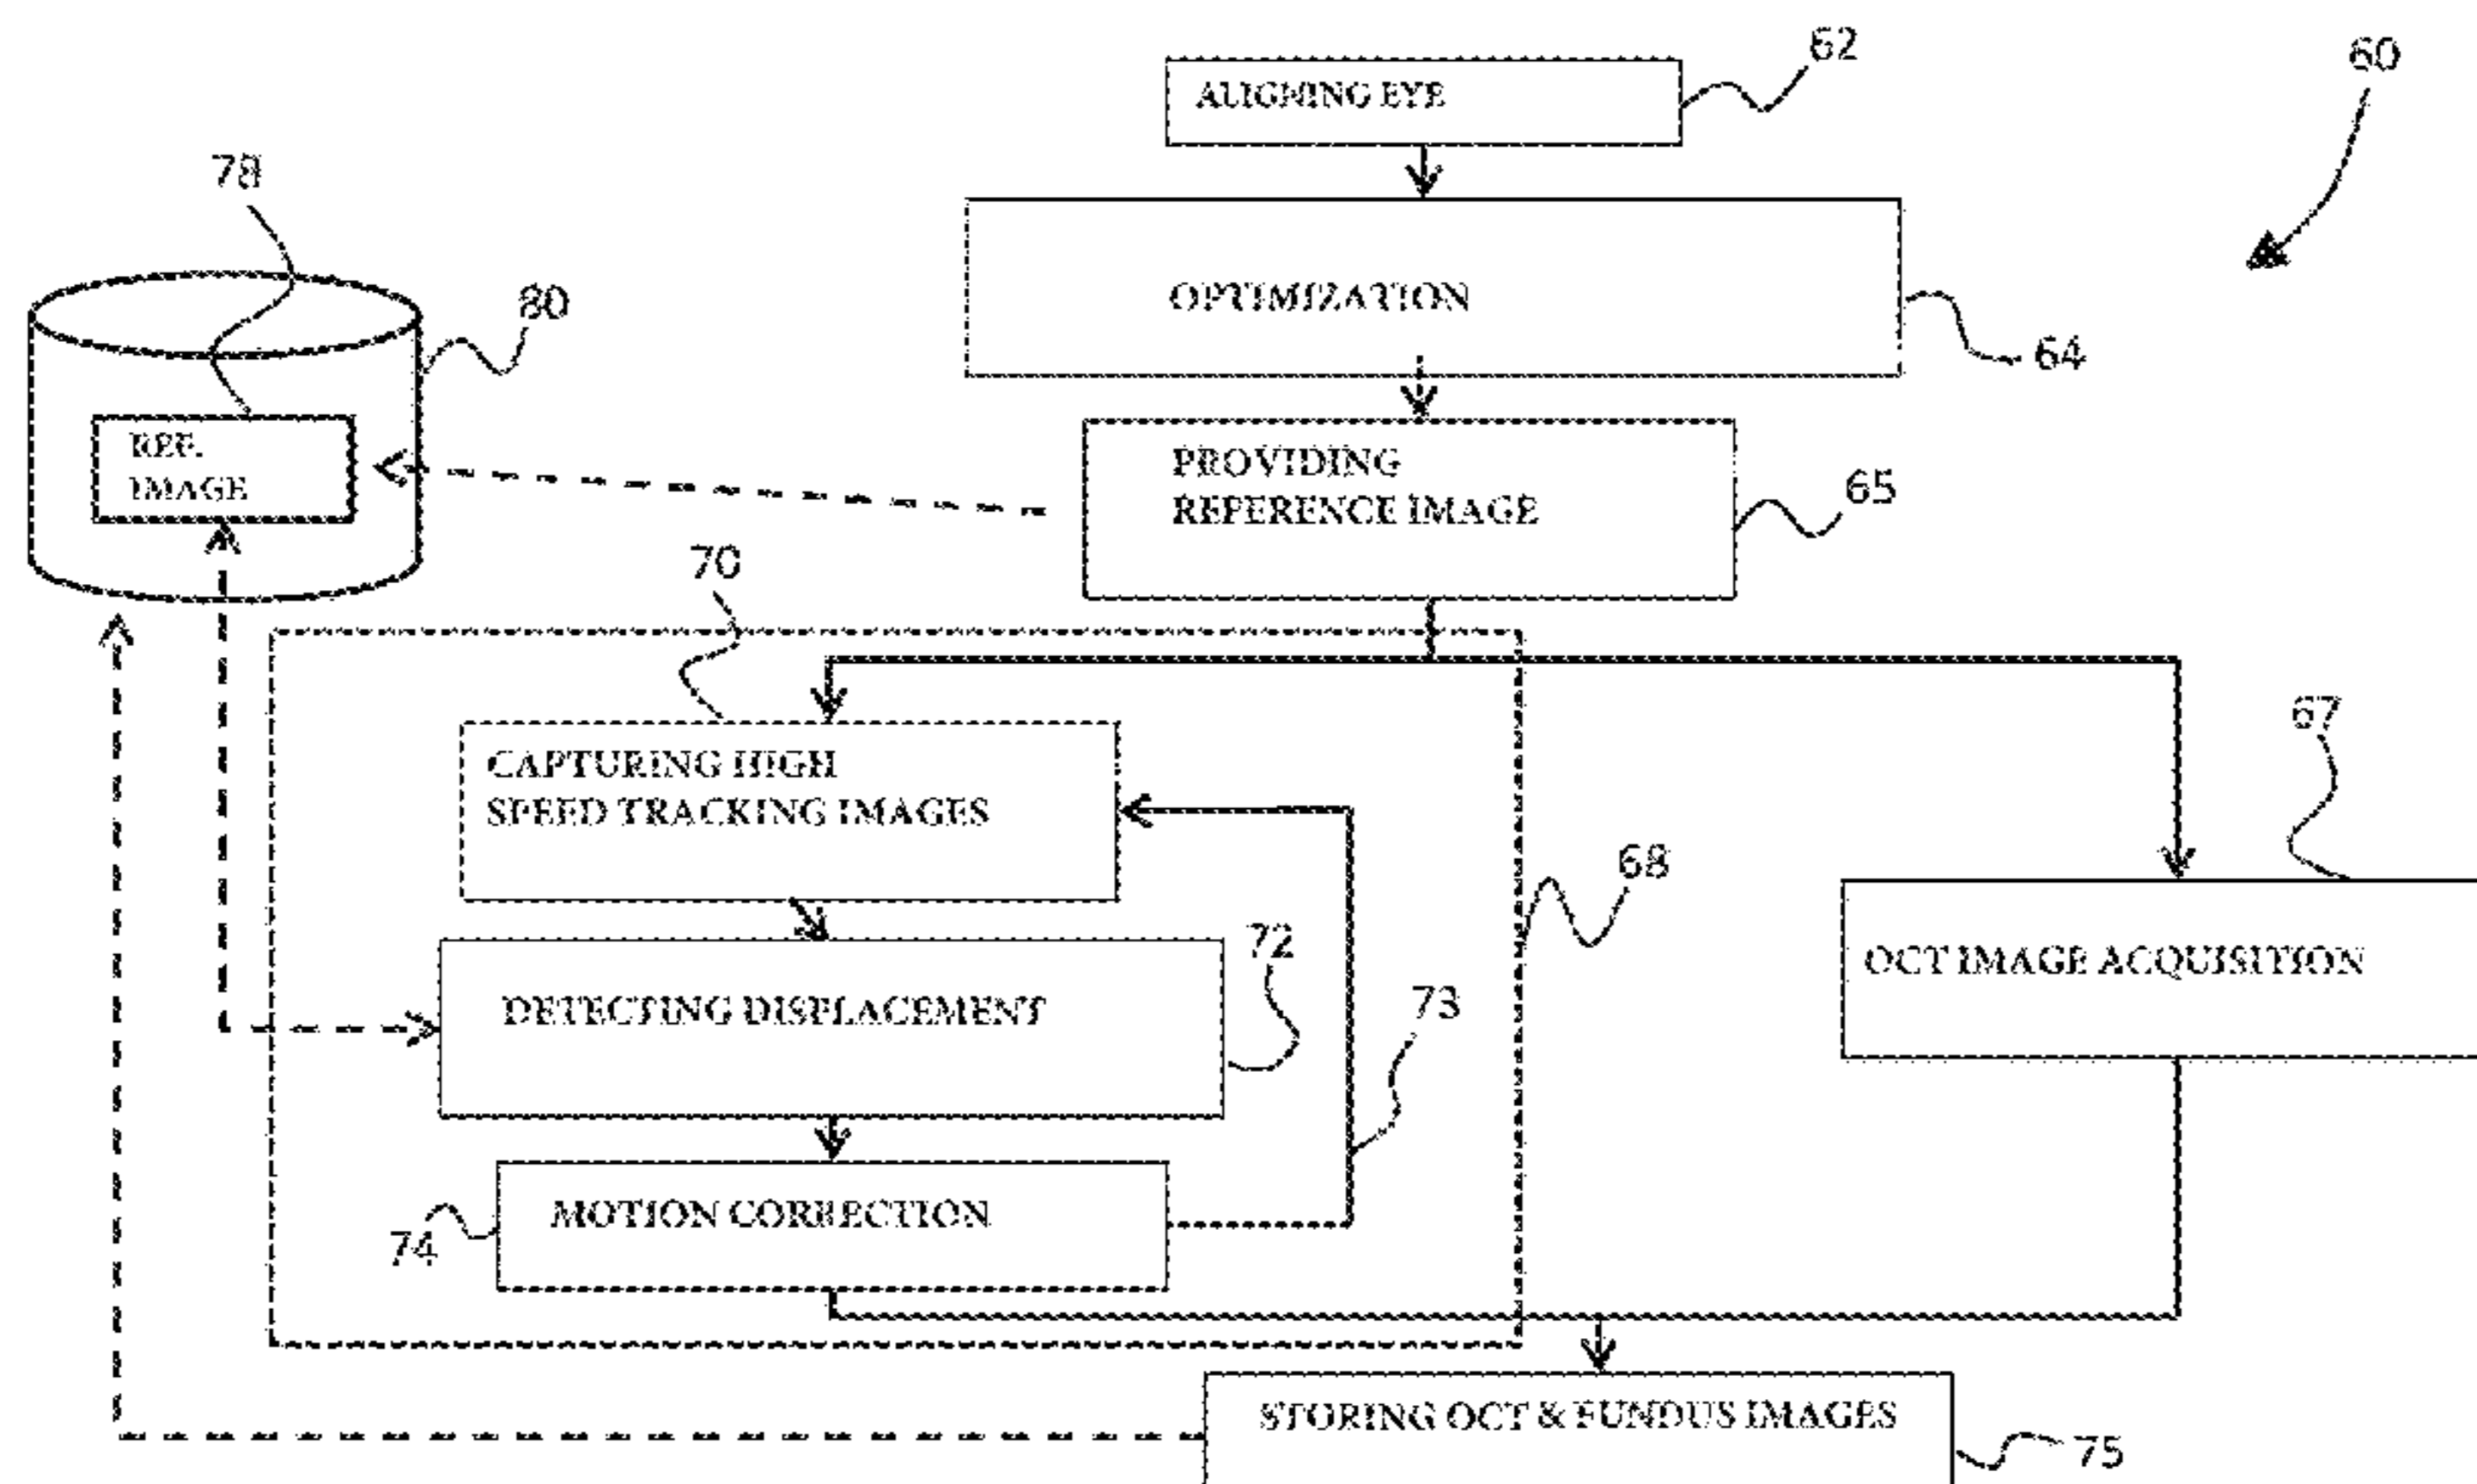 62
60
ALIGNING EYE
78
80
OPTIMIZATION
64
REF.
IMAGE
PROVIDING
REFERENCE IMAGE
65
70
67
CAPTURING HIGH
SPEED TRACKING IMAGES
68
72
OCT IMAGE ACQUISITION
DETECTING DISPLACEMENT
73
MOTION CORRECTION
74
STORING OCT & FUNDUS IMAGES
75